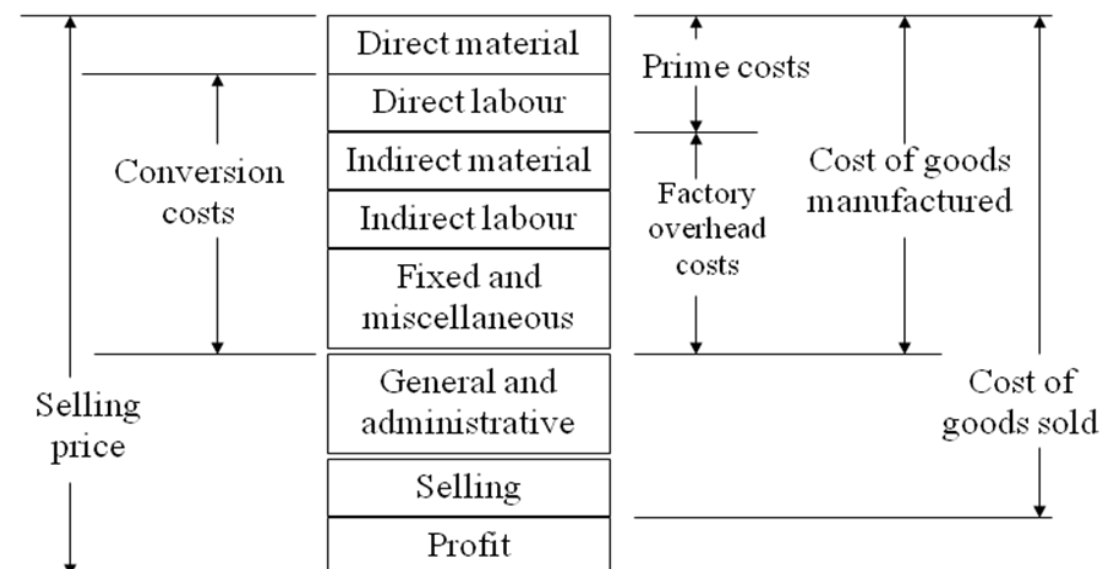 Direct material
Direct labour
Indirect material
Indirect labour
Fixed and
miscellaneous
General and
administrative
Selling
Profit
Conversion
costs
Selling
price
Prime costs
Factory
overhead
costs
Cost of goods
manufactured
Cost of
goods sold